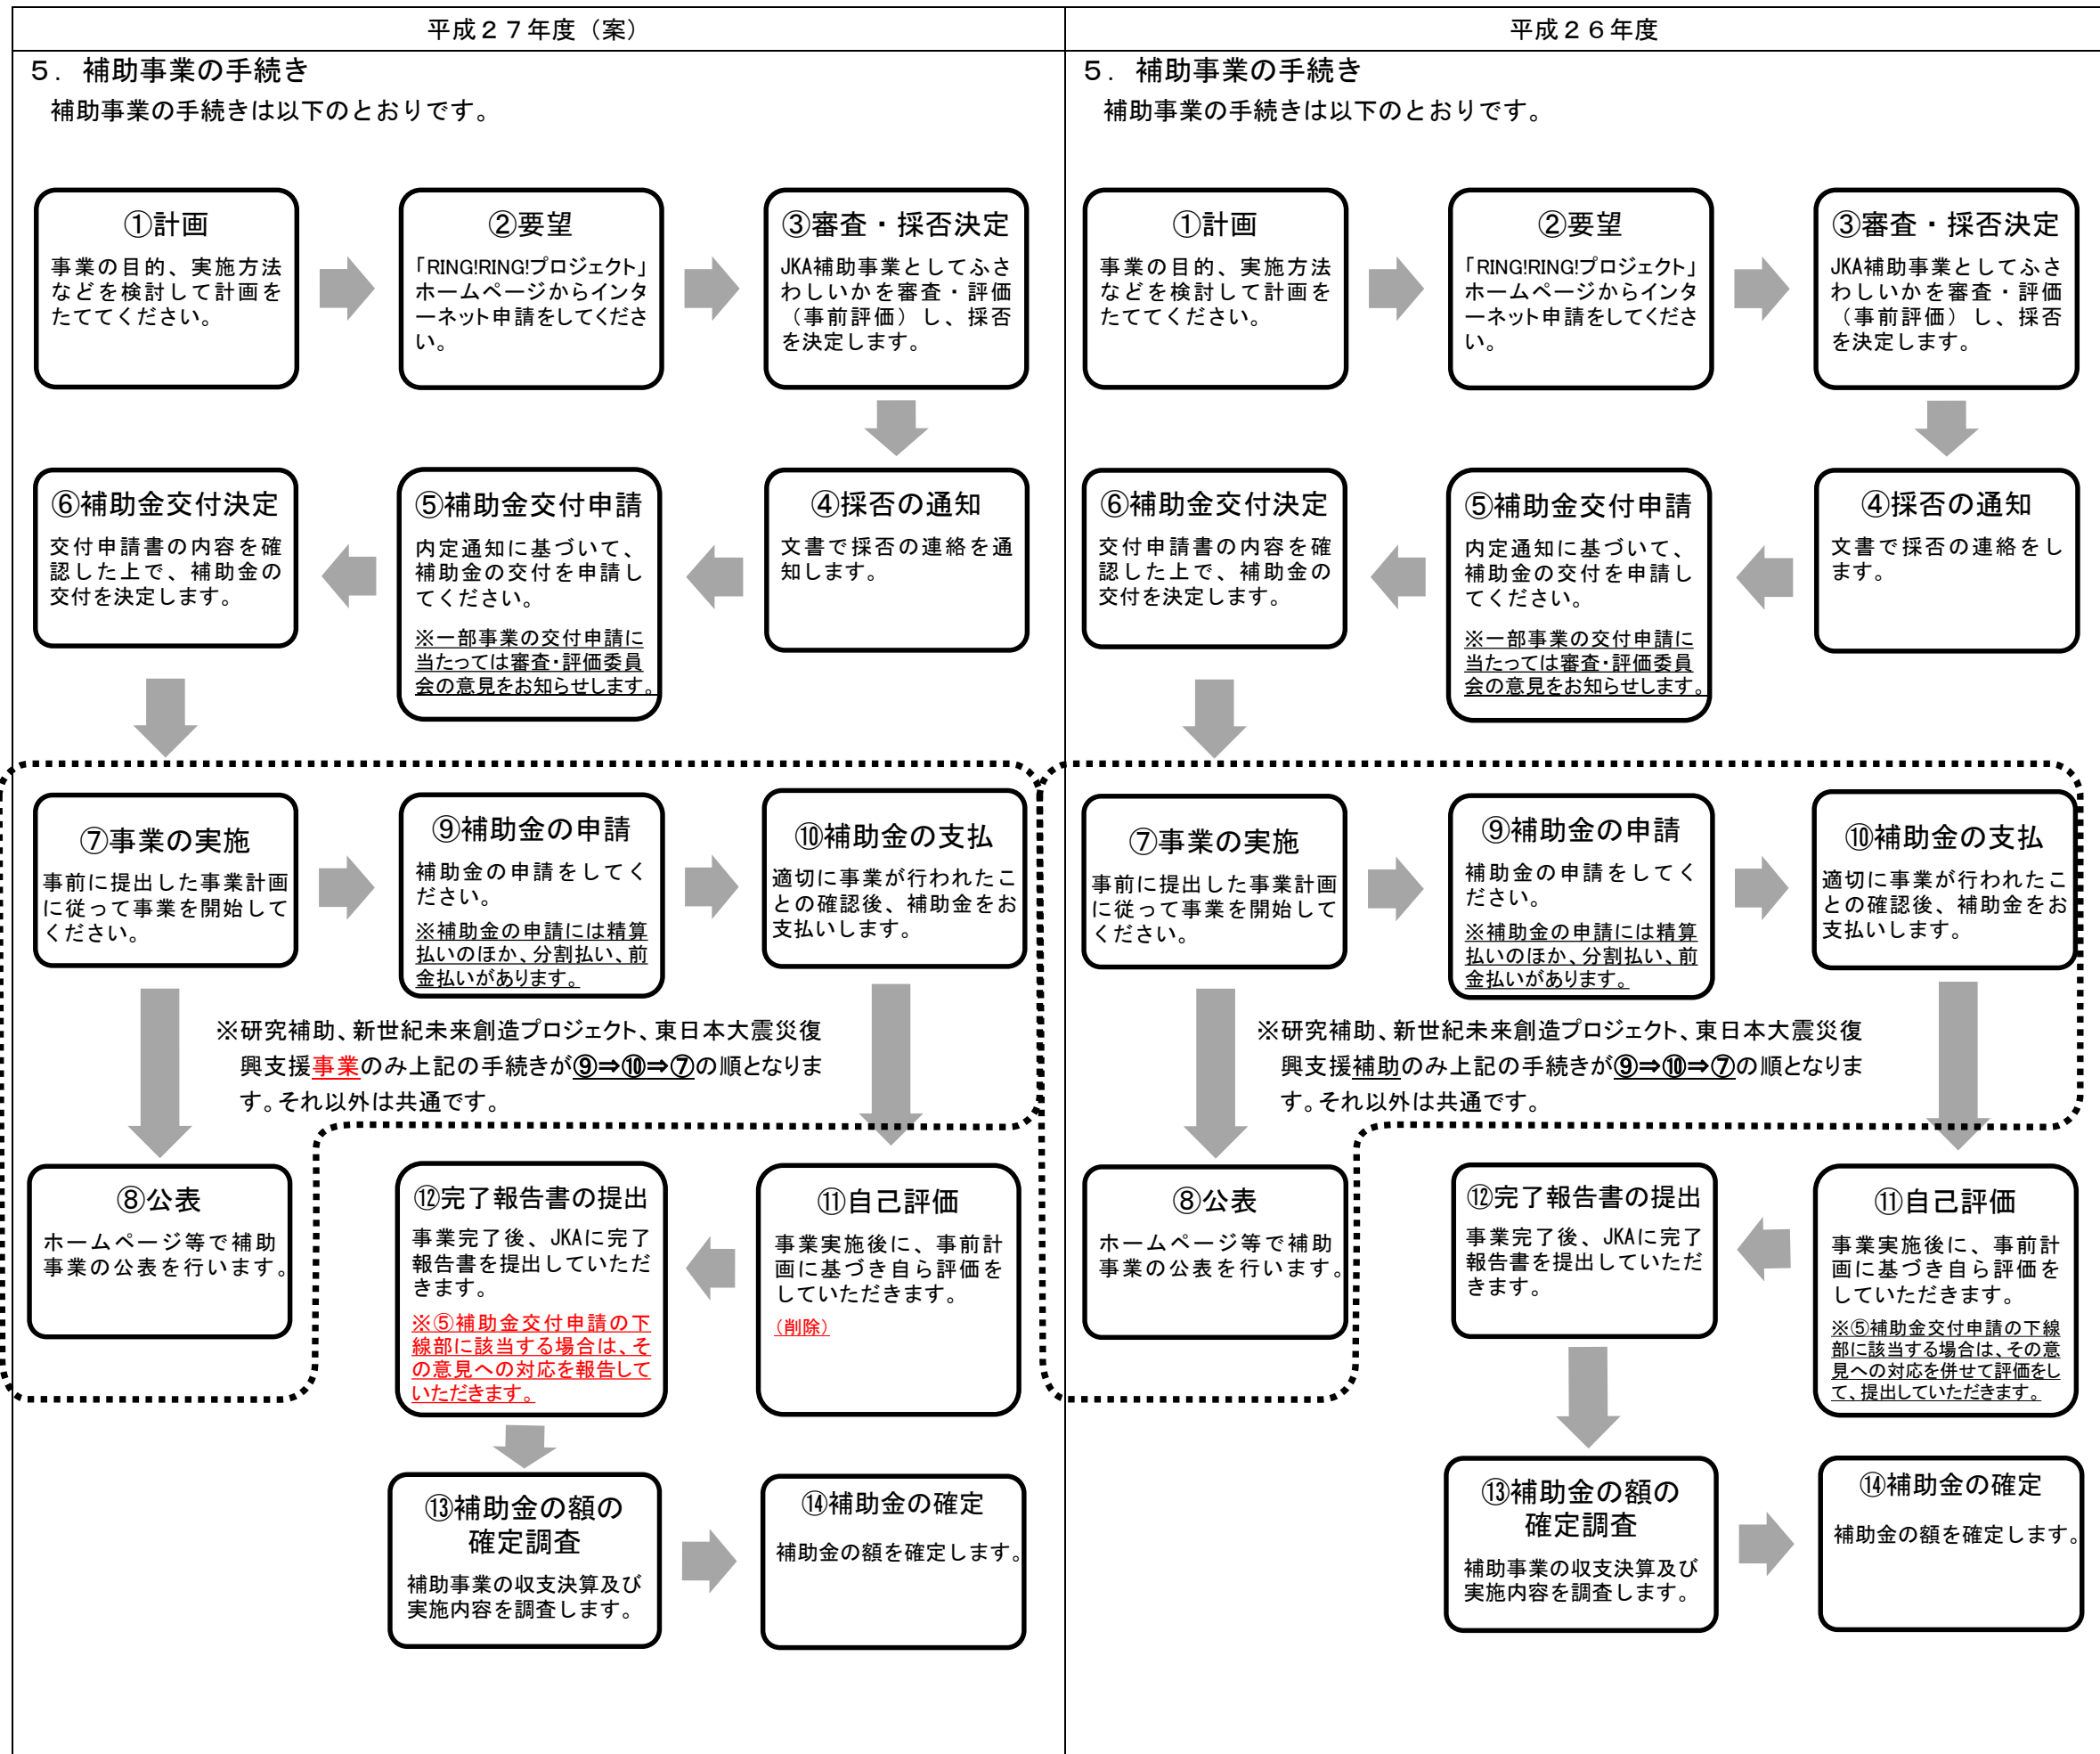 平成２７年度（案）
５．補助事業の手続き
補助事業の手続きは以下のとおりです。
①計画
事業の目的、実施方法
などを検討して計画を
たててください。
②要望
「RING!RING!プロジェクト」
ホームページからインタ
ーネット申請をしてくださ
い。
③審査・採否決定
JKA補助事業としてふさ
わしいかを審査・評価
（事前評価）し、採否
を決定します。
⑥補助金交付決定
交付申請書の内容を確
認した上で、補助金の
交付を決定します。
⑤補助金交付申請
内定通知に基づいて、
補助金の交付を申請し
てください。
※一部事業の交付申請に
当たっては審査・評価委員
会の意見をお知らせします。
④採否の通知
文書で採否の連絡を通
知します。
⑦事業の実施
事前に提出した事業計画
に従って事業を開始して
ください。
⑨補助金の申請
補助金の申請をしてく
ださい。
※補助金の申請には精算
払いのほか、分割払い、前
金払いがあります。
⑩補助金の支払
適切に事業が行われたこ
との確認後、補助金をお
支払いします。
※研究補助、新世紀未来創造プロジェクト、東日本大震災復
興支援事業のみ上記の手続きが⑨⇒⑩⇒⑦の順となりま
す。それ以外は共通です。
⑧公表
ホームページ等で補助
事業の公表を行います。
⑫完了報告書の提出
事業完了後、JKAに完了
報告書を提出していただ
きます。
※⑤補助金交付申請の下
線部に該当する場合は、そ
の意見への対応を報告して
いただきます。
⑪自己評価
事業実施後に、事前計
画に基づき自ら評価を
していただきます。
（削除）
⑬補助金の額の
確定調査
補助事業の収支決算及び
実施内容を調査します。
⑭補助金の確定
補助金の額を確定します。
平成２６年度
５．補助事業の手続き
補助事業の手続きは以下のとおりです。
①計画
事業の目的、実施方法
などを検討して計画を
たててください。
②要望
「RING!RING!プロジェクト」
ホームページからインタ
ーネット申請をしてくださ
い。
③審査・採否決定
JKA補助事業としてふさ
わしいかを審査・評価
（事前評価）し、採否
を決定します。
⑥補助金交付決定
交付申請書の内容を確
認した上で、補助金の
交付を決定します。
⑤補助金交付申請
内定通知に基づいて、
補助金の交付を申請し
てください。
※一部事業の交付申請に
当たっては審査・評価委員
会の意見をお知らせします。
④採否の通知
文書で採否の連絡をし
ます。
⑦事業の実施
事前に提出した事業計画
に従って事業を開始して
ください。
⑨補助金の申請
補助金の申請をしてく
ださい。
※補助金の申請には精算
払いのほか、分割払い、前
金払いがあります。
⑩補助金の支払
適切に事業が行われたこ
との確認後、補助金をお
支払いします。
※研究補助、新世紀未来創造プロジェクト、東日本大震災復
興支援補助のみ上記の手続きが⑨⇒⑩⇒⑦の順となりま
す。それ以外は共通です。
⑧公表
ホームページ等で補助
事業の公表を行います。
⑫完了報告書の提出
事業完了後、JKAに完了
報告書を提出していただ
きます。
⑪自己評価
事業実施後に、事前計
画に基づき自ら評価を
していただきます。
※⑤補助金交付申請の下線
部に該当する場合は、その意
見への対応を併せて評価をし
て、提出していただきます。
⑬補助金の額の
確定調査
補助事業の収支決算及び
実施内容を調査します。
⑭補助金の確定
補助金の額を確定します。